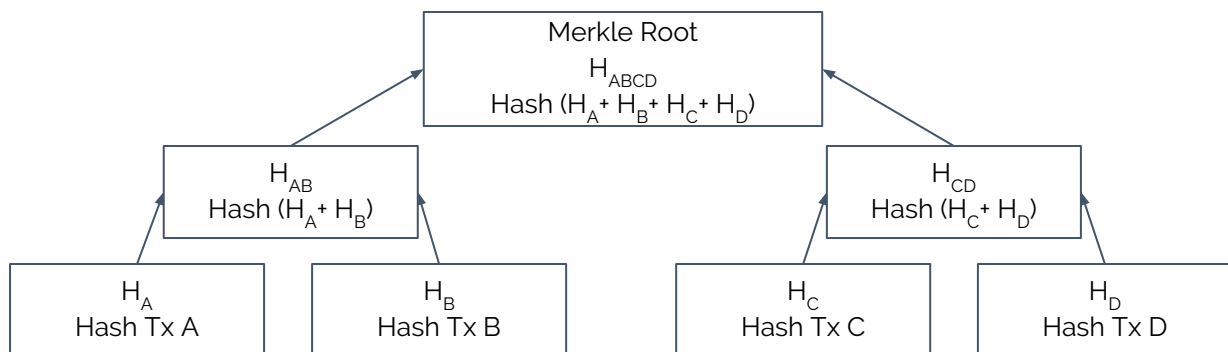 Merkle Root
H_ABCD
Hash (H_A+ H_B+ H_C+ H_D)
H_AB
Hash (H_A+ H_B)
H_CD
Hash (H_C+ H_D)
H_A
Hash Tx A
H_B
Hash Tx B
H_C
Hash Tx C
H_D
Hash Tx D